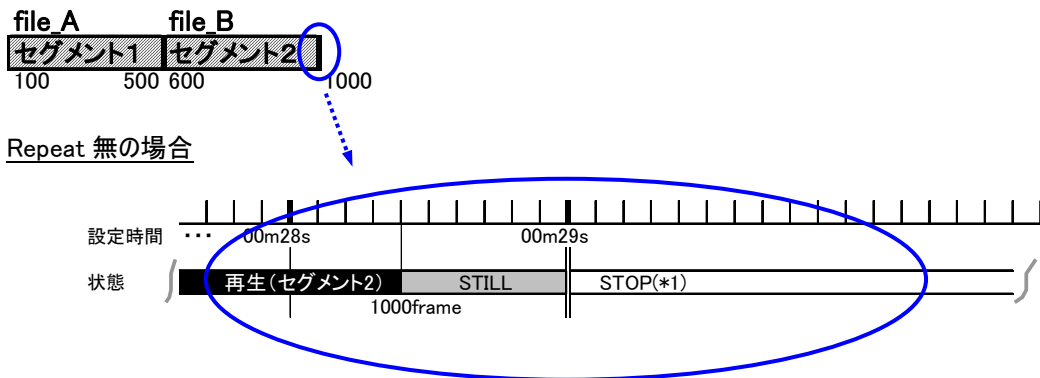 file_A file_B
セグメント1 セグメント2
100 500 600 1000
Repeat 無の場合
設定時間 ・・・ 00m28s 00m29s
状態 再生(セグメント2) STILL STOP(*1)
1000frame